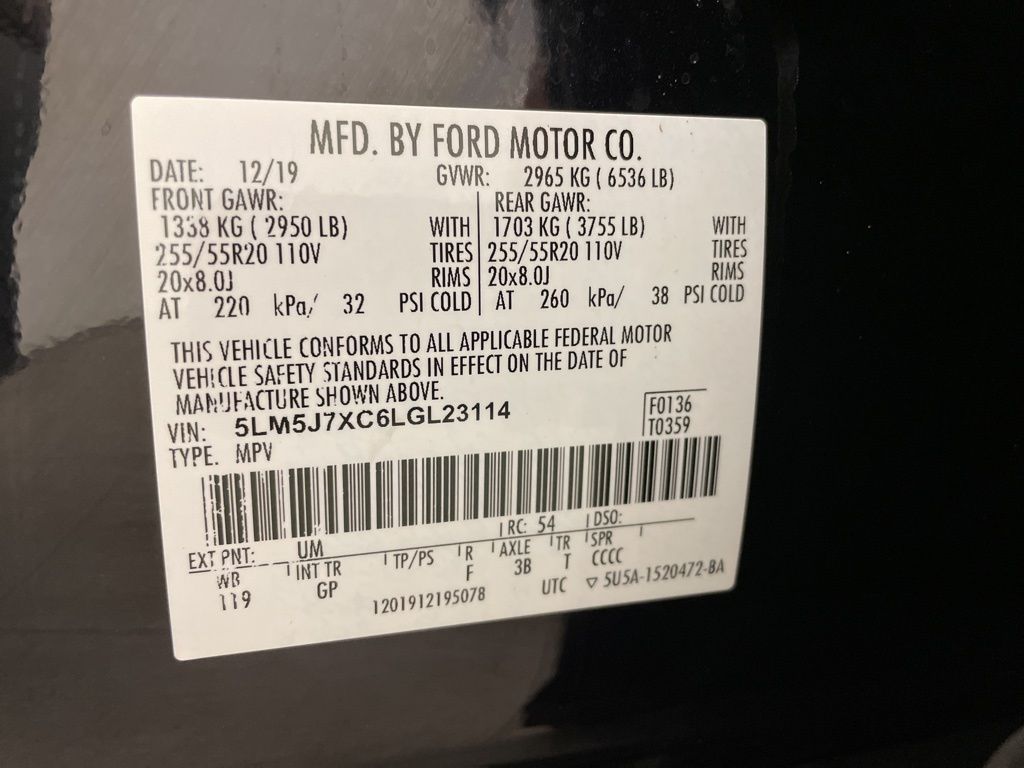 MFD. BY FORD MOTOR CO.
DATE: 12/19 GVWR: 2965 KG ( 6536 LB)
FRONT GAWR: REAR GAWR:
1338 KG ( 2950 LB) WITH 1703 KG ( 3755 LB) WITH
255/55R20 110V TIRES 255/55R20 110V TIRES
20x8.0J RIMS 20x8.0J RIMS
AT 220 kPa/ 32 PSI COLD AT 260 kPa/ 38 PSI COLD
THIS VEHICLE CONFORMS TO ALL APPLICABLE FEDERAL MOTOR
VEHICLE SAFETY STANDARDS IN EFFECT ON THE DATE OF
MANUFACTURE SHOWN ABOVE.
VIN: 5LM5J7XC6LGL23114 F0136
TYPE. MPV T0359
RC: 54 DSO:
EXT PNT: UM
WB INT TR TP/PS R AXLE TR SPR
119 GP F 3B T CCCC
1201912195078 UTC ▽ 5U5A-1520472-BA